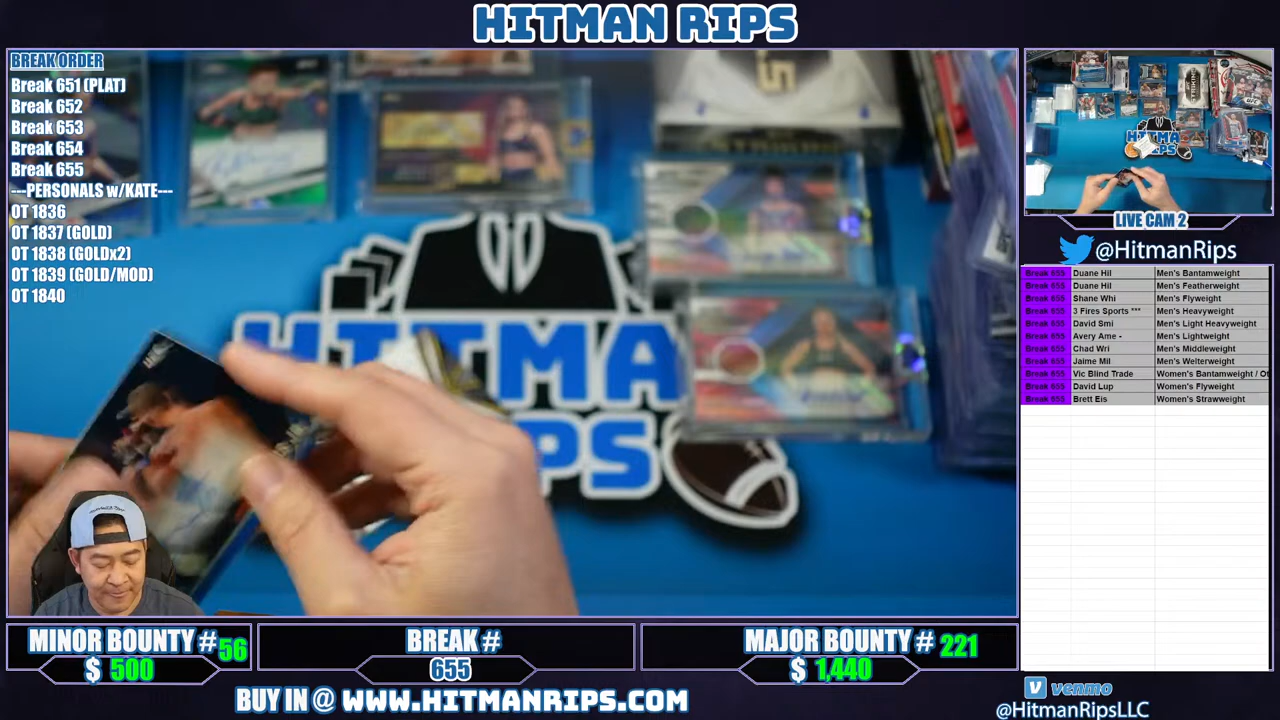 HITMAN RIPS
BREAK ORDER
Break 651 (PLAT)
Break 652
Break 653
Break 654
Break 655
---PERSONALS w/KATE---
OT 1836
OT 1837 (GOLD)
OT 1838 (GOLDx2)
OT 1839 (GOLD/MOD)
OT 1840
LIVE CAM 2
@HitmanRips
Break 655 Duane Hil Men's Bantamweight
Break 655 Duane Hil Men's Featherweight
Break 655 Shane Whi Men's Flyweight
Break 655 3 Fires Sports *** Men's Heavyweight
Break 655 David Smi Men's Light Heavyweight
Break 655 Avery Ame - Men's Lightweight
Break 655 Chad Wri Men's Middleweight
Break 655 Jaime Mil Men's Welterweight
Break 655 Vic Blind Trade Women's Bantamweight / Ot
Break 655 David Lup Women's Flyweight
Break 655 Brett Eis Women's Strawweight
HITMA
RIPS
MINOR BOUNTY # 56
$ 500
BREAK #
655
MAJOR BOUNTY # 221
$ 1,440
BUY IN @ WWW.HITMANRIPS.COM
venmo
@HitmanRipsLLC